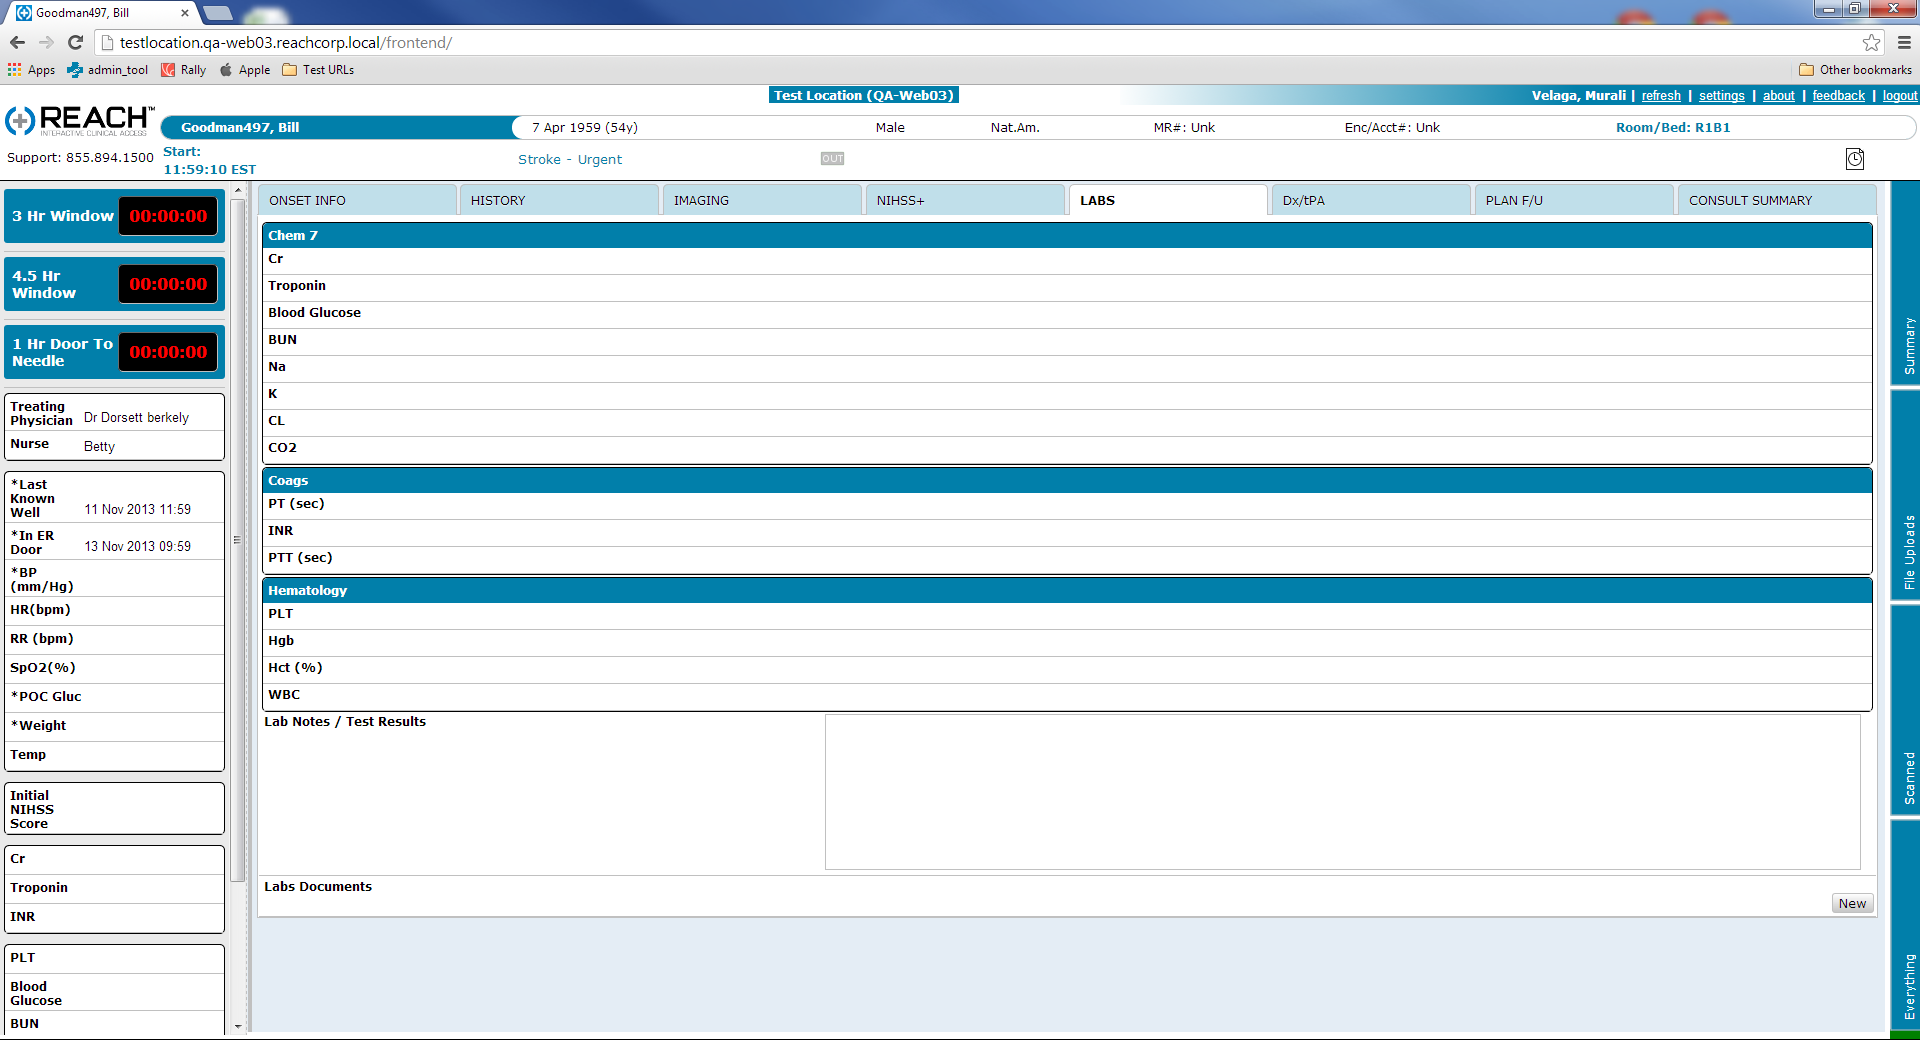 Goodman497, Bill
testlocation.qa-web03.reachcorp.local/frontend/
Apps admin_tool Rally Apple Test URLs Other bookmarks
Test Location (QA-Web03)
Velaga, Murali | refresh | settings | about | feedback | logout
REACH™
INTERACTIVE CLINICAL ACCESS
Goodman497, Bill 7 Apr 1959 (54y) Male Nat.Am. MR#: Unk Enc/Acct#: Unk Room/Bed: R1B1
Support: 855.894.1500
Start:
11:59:10 EST
Stroke - Urgent
OUT
3 Hr Window 00:00:00
4.5 Hr
Window
00:00:00
1 Hr Door To
Needle
00:00:00
Treating
Physician Dr Dorsett berkely
Nurse Betty
*Last
Known
Well 11 Nov 2013 11:59
*In ER
Door 13 Nov 2013 09:59
*BP
(mm/Hg)
HR(bpm)
RR (bpm)
SpO2(%)
*POC Gluc
*Weight
Temp
Initial
NIHSS
Score
Cr
Troponin
INR
PLT
Blood
Glucose
BUN
ONSET INFO HISTORY IMAGING NIHSS+ LABS Dx/tPA PLAN F/U CONSULT SUMMARY
Chem 7
Cr
Troponin
Blood Glucose
BUN
Na
K
CL
CO2
Coags
PT (sec)
INR
PTT (sec)
Hematology
PLT
Hgb
Hct (%)
WBC
Lab Notes / Test Results
Labs Documents
New
Summary
File Uploads
Scanned
Everything